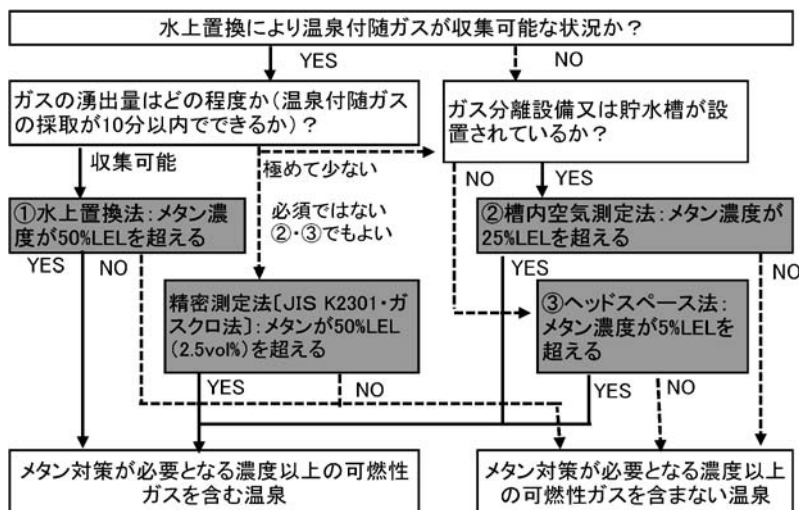 水上置換により温泉付随ガスが収集可能な状況か？
YES
NO
ガスの湧出量はどの程度か（温泉付随ガス
の採取が10分以内でできるか）？
ガス分離設備又は貯水槽が設
置されているか？
収集可能
極めて少ない
NO
YES
必須ではない
②・③でもよい
①水上置換法：メタン濃
度が50%LELを超える
②槽内空気測定法：メタン濃度が
25%LELを超える
YES
NO
YES
NO
精密測定法〔JIS K2301・ガ
スクロ法〕：メタンが50%LEL
（2.5vol%）を超える
③ヘッドスペース法：
メタン濃度が5%LELを
超える
YES
NO
YES
NO
メタン対策が必要となる濃度以上の可燃性
ガスを含む温泉
メタン対策が必要となる濃度以上
の可燃性ガスを含まない温泉